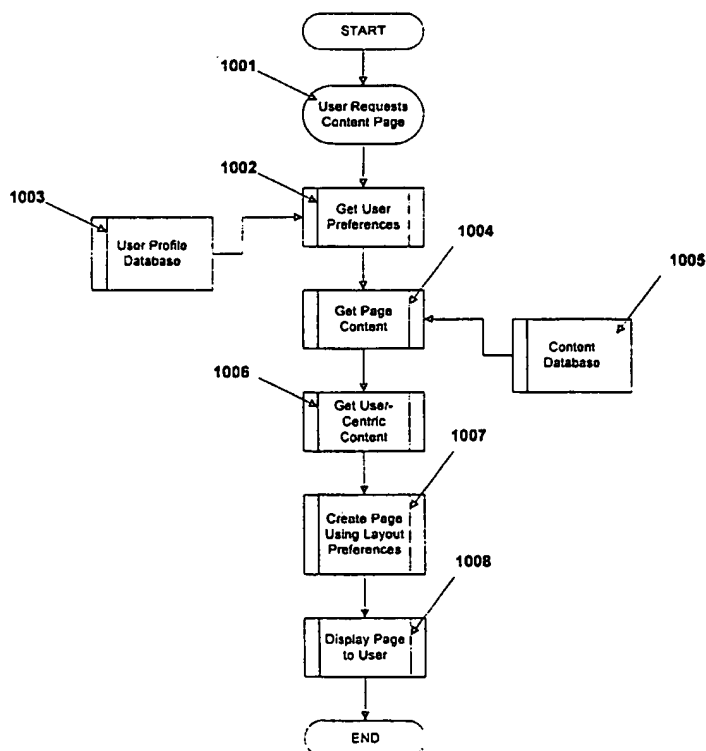 START
1001
User Requests
Content Page
1002
Get User
Preferences
1003
User Profile
Database
1004
Get Page
Content
1005
Content
Database
1006
Get User-
Centric
Content
1007
Create Page
Using Layout
Preferences
1008
Display Page
to User
END